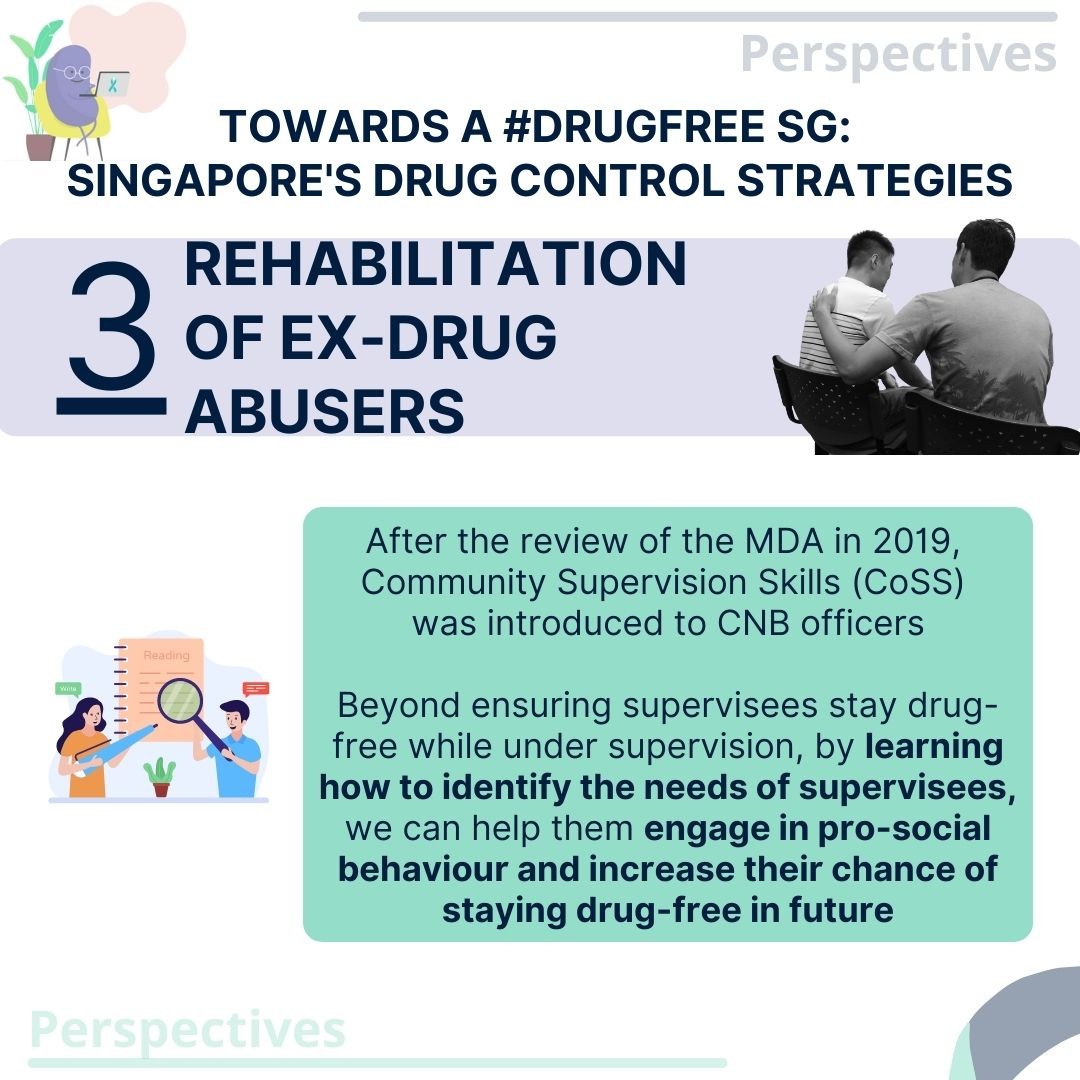 Perspectives
TOWARDS A #DRUGFREE SG:
SINGAPORE'S DRUG CONTROL STRATEGIES
3
REHABILITATION
OF EX-DRUG
ABUSERS
After the review of the MDA in 2019,
Community Supervision Skills (CoSS)
was introduced to CNB officers
Reading
Write
Beyond ensuring supervisees stay drug-
free while under supervision, by learning
how to identify the needs of supervisees,
we can help them engage in pro-social
behaviour and increase their chance of
staying drug-free in future
Perspectives